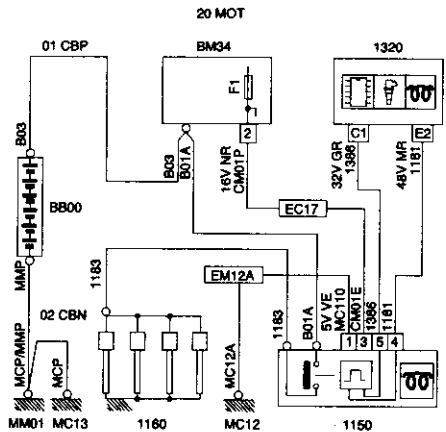 20 MOT
01 CBP
BM34
1320
F1
B03
2
C1
E2
B03
B01A
16V NR
CM01P
32V GR
1386
48V MR
1181
BB00
EC17
MMP
1183
EM12A
02 CBN
1183
B01A
5V VE
MC110
CM01E
1386
1181
1 3 5 4
MCP/MMP
MCP
MC12A
MM01 MC13
1160
MC12
1150